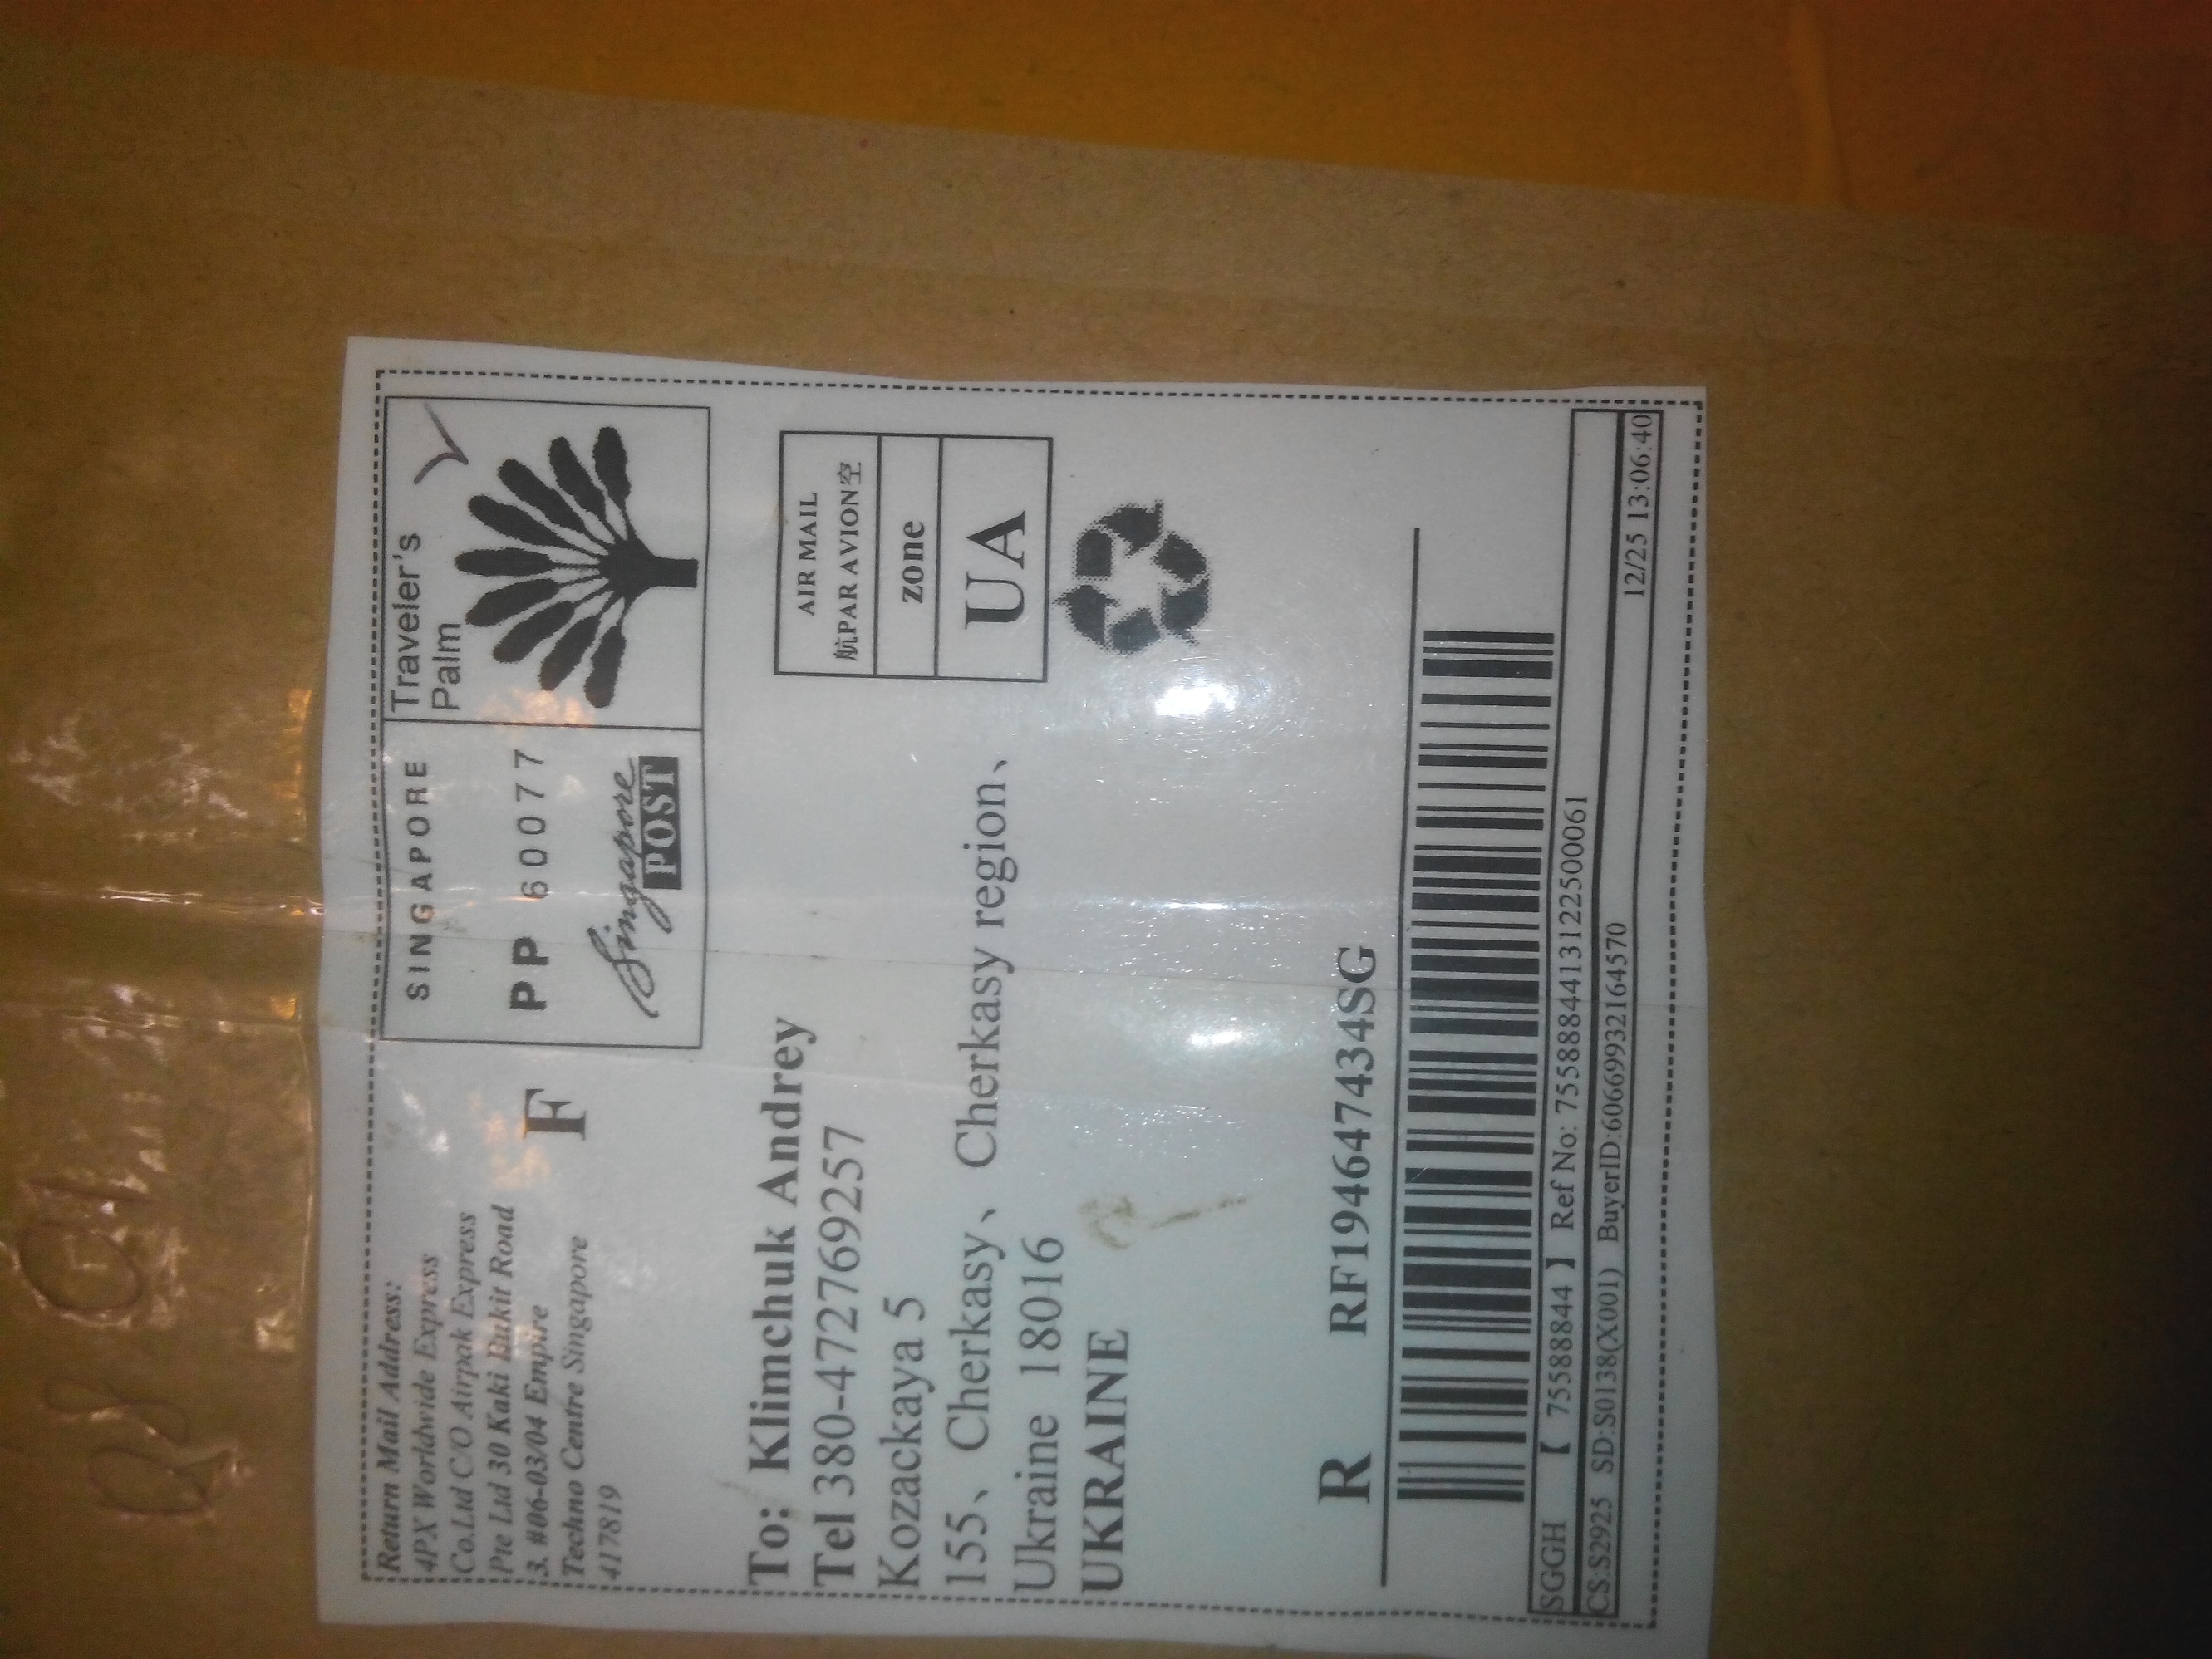 Return Mail Address:
4PX Worldwide Express
Co.Ltd C/O Airpak Express
Pte Ltd 30 Kaki Bukit Road
3. #06-03/04 Empire
Techno Centre Singapore
417819
F
SINGAPORE
PP 60077
Singapore
POST
Traveler's
Palm
To: Klimchuk Andrey
Tel 380-472769257
Kozackaya 5
155、Cherkasy、Cherkasy region、
Ukraine 18016
UKRAINE
AIR MAIL
航PAR AVION空
zone
UA
R RF194647434SG
SGGH 【 75588844 】 Ref No: 7558884413122500061
CS:S2925 SD:S0138(X001) BuyerID:606699321645​70
12/25 13:06:40